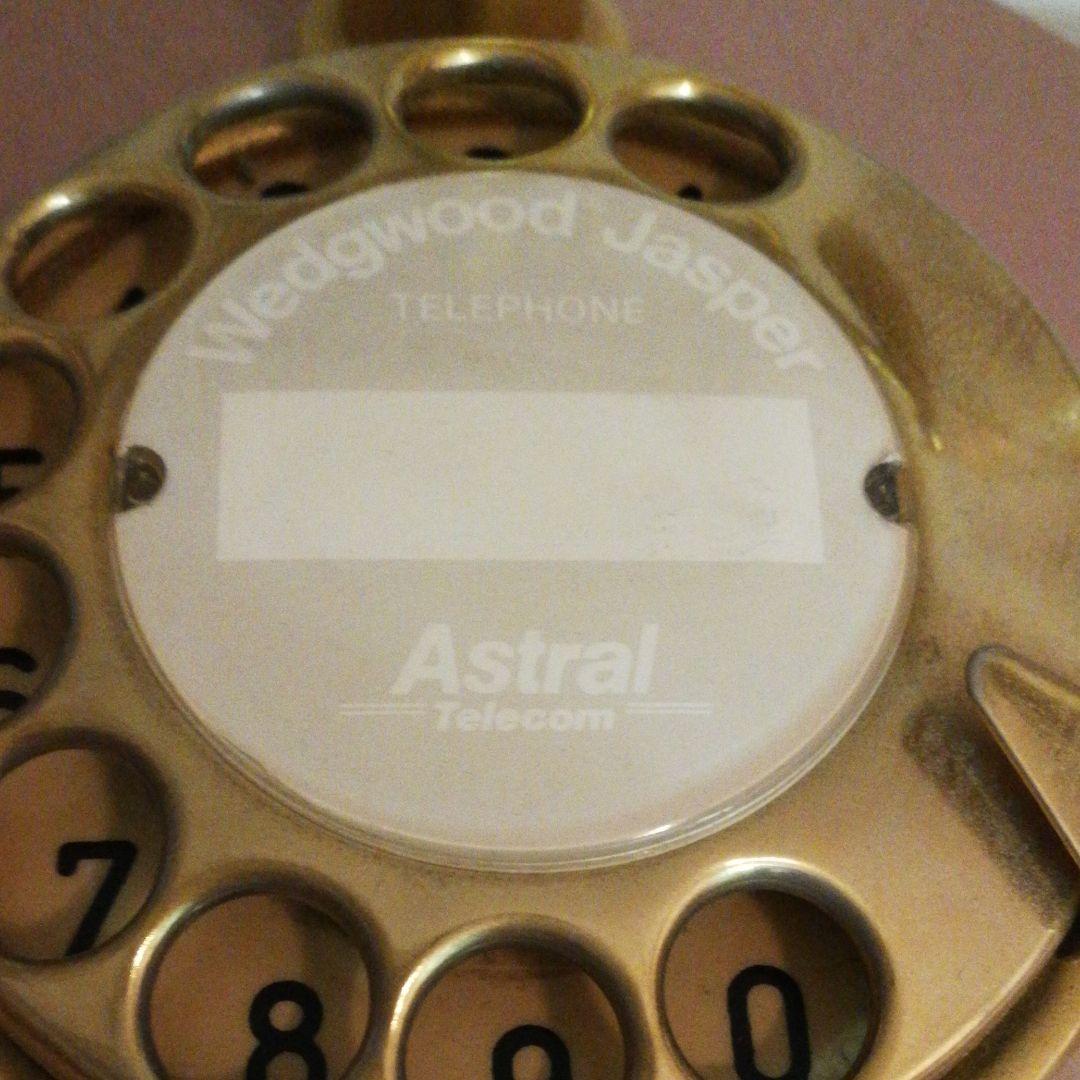 Wedgwood Jasper
TELEPHONE
Astral
Telecom
7
8
9
0